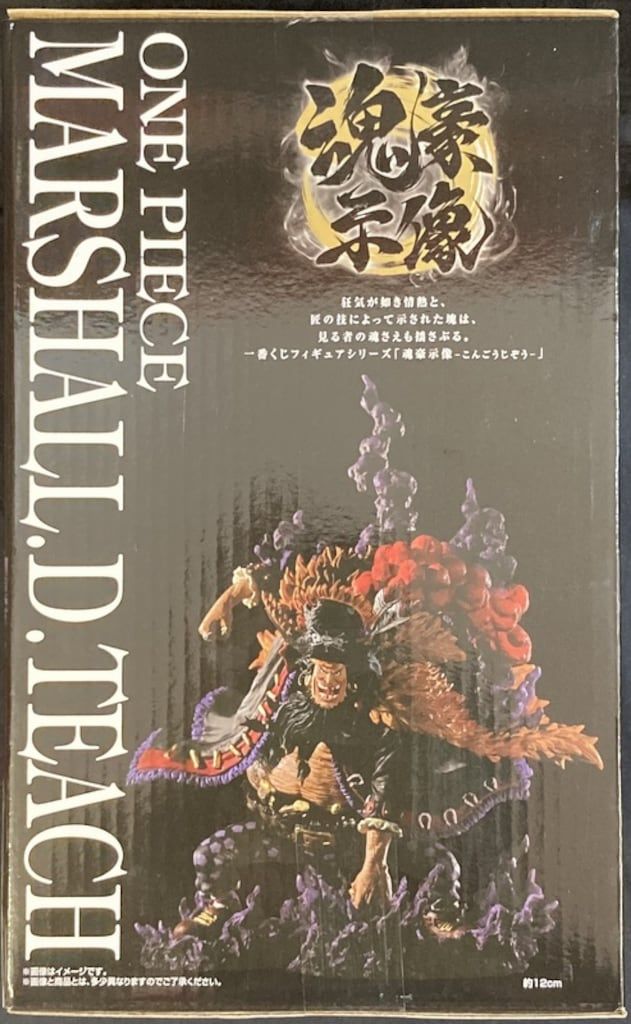 ONE PIECE
MARSHALL.D.TEACH
魂豪
示像
狂気が如き情熱と、
匠の技によって示された塊は、
見る者の魂さえも揺さぶる。
一番くじフィギュアシリーズ「魂豪示像-こんごうじぞう-」
※画像はイメージです。
※画像と商品とは、多少異なりますのでご了承ください。
約12cm